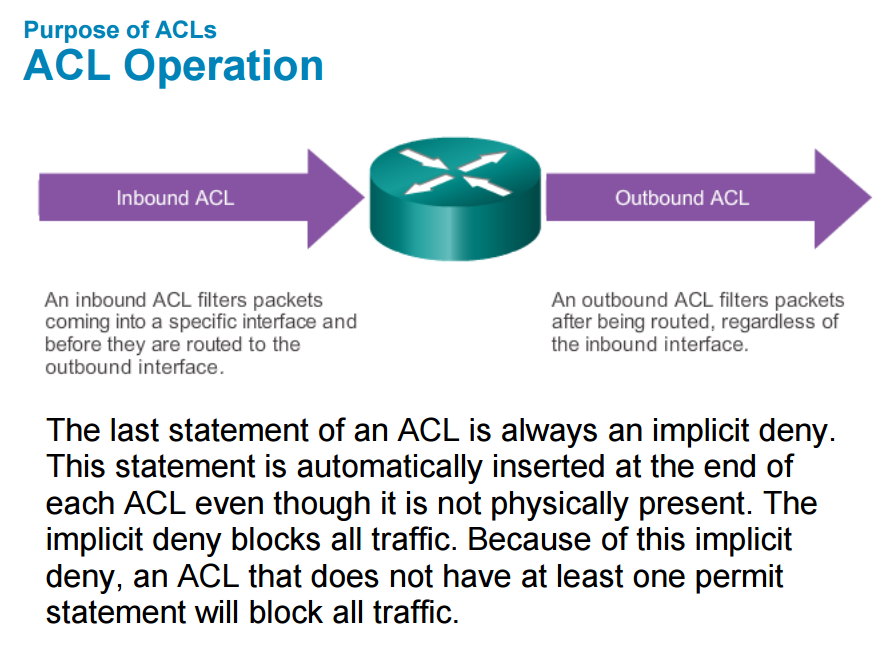 Purpose of ACLs
ACL Operation
Inbound ACL
Outbound ACL
An inbound ACL filters packets
coming into a specific interface and
before they are routed to the
outbound interface.
An outbound ACL filters packets
after being routed, regardless of
the inbound interface.
The last statement of an ACL is always an implicit deny.
This statement is automatically inserted at the end of
each ACL even though it is not physically present. The
implicit deny blocks all traffic. Because of this implicit
deny, an ACL that does not have at least one permit
statement will block all traffic.